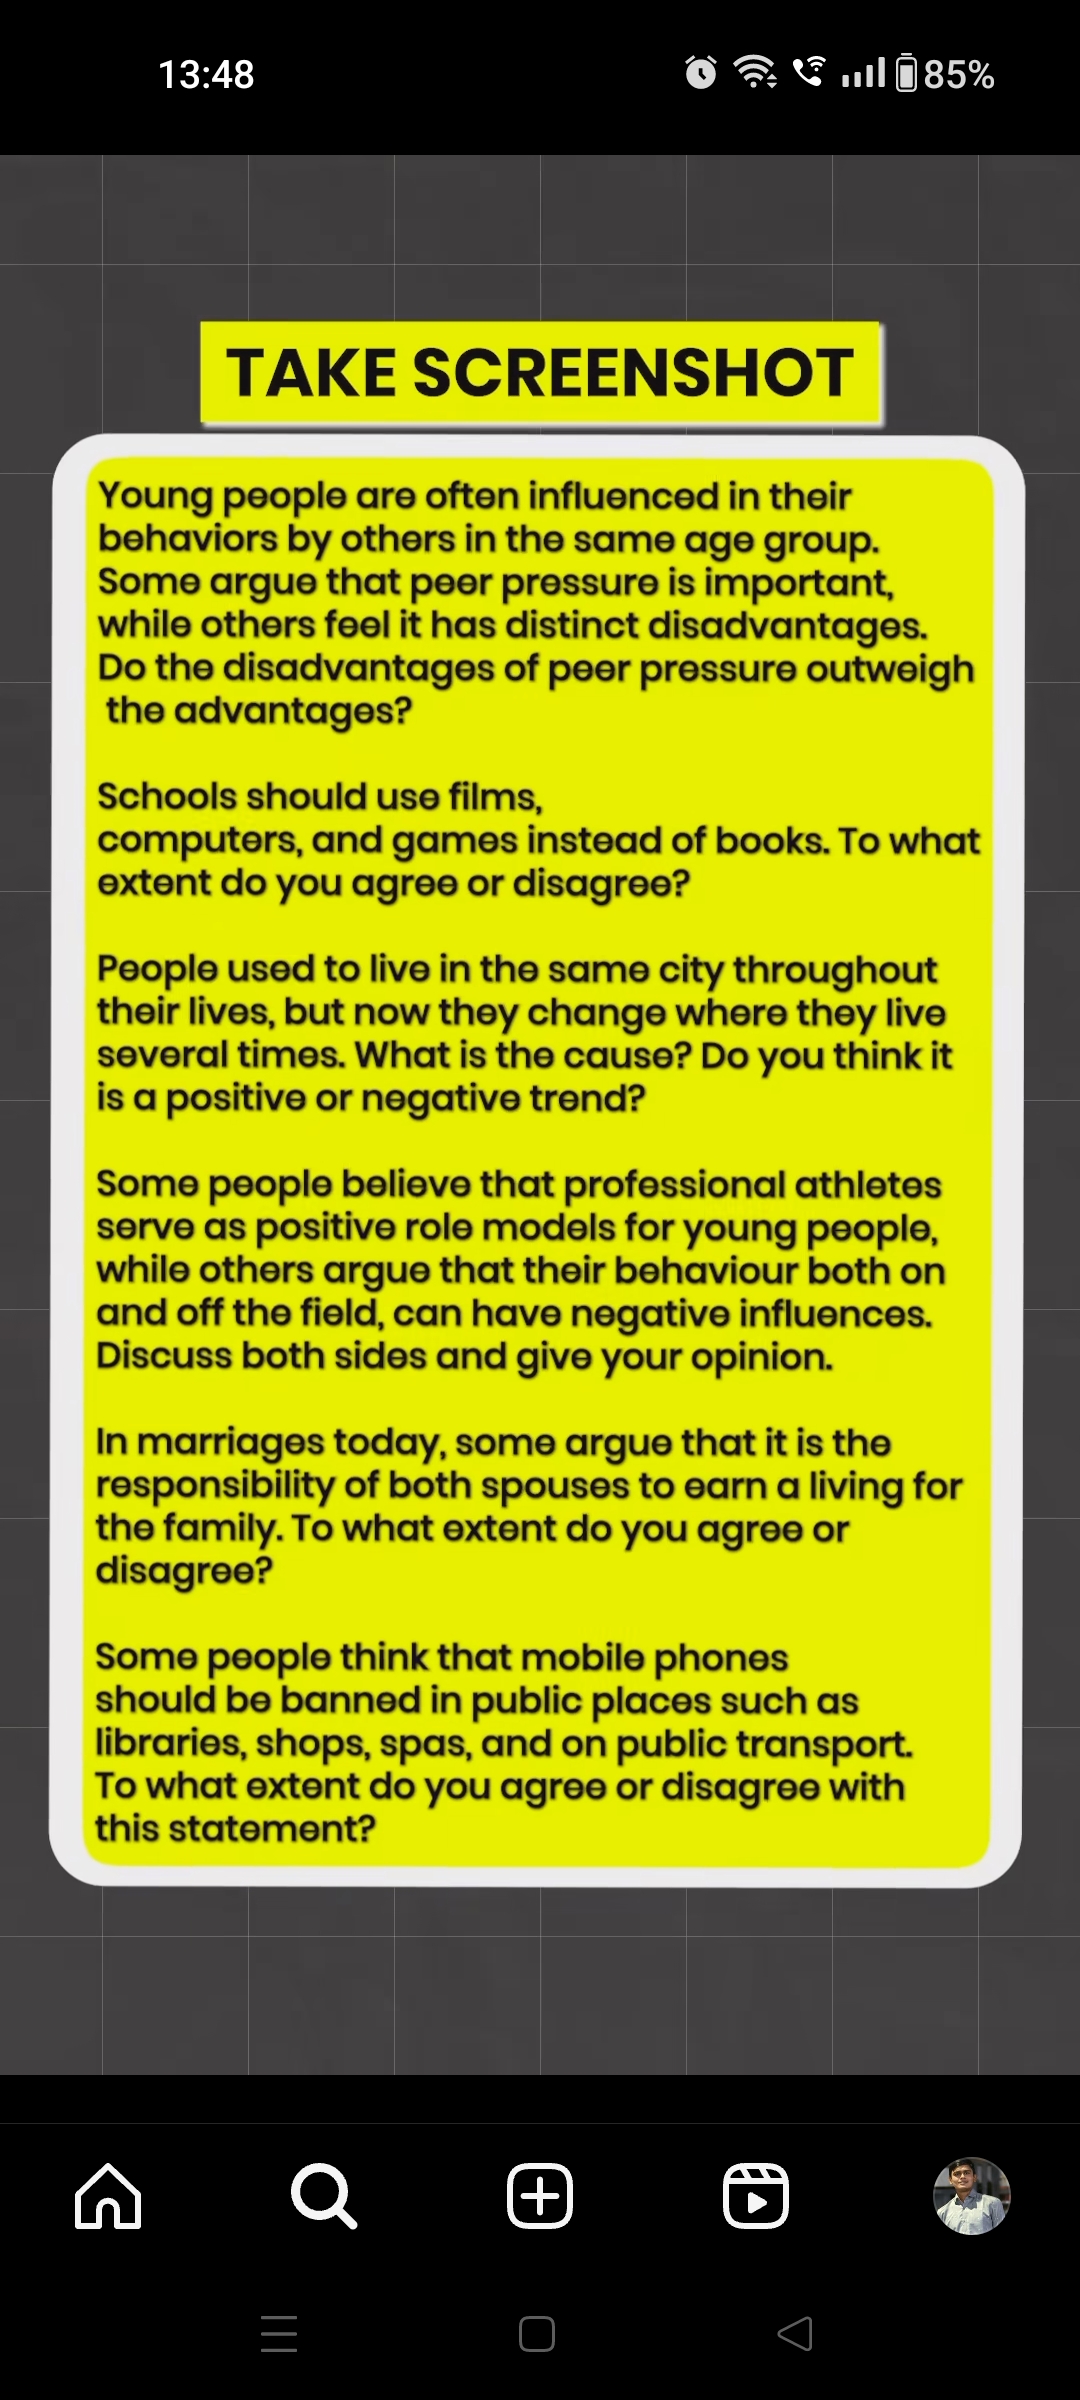 13:48
85%
TAKE SCREENSHOT
Young people are often influenced in their
behaviors by others in the same age group.
Some argue that peer pressure is important,
while others feel it has distinct disadvantages.
Do the disadvantages of peer pressure outweigh
the advantages?
Schools should use films,
computers, and games instead of books. To what
extent do you agree or disagree?
People used to live in the same city throughout
their lives, but now they change where they live
several times. What is the cause? Do you think it
is a positive or negative trend?
Some people believe that professional athletes
serve as positive role models for young people,
while others argue that their behaviour both on
and off the field, can have negative influences.
Discuss both sides and give your opinion.
In marriages today, some argue that it is the
responsibility of both spouses to earn a living for
the family. To what extent do you agree or
disagree?
Some people think that mobile phones
should be banned in public places such as
libraries, shops, spas, and on public transport.
To what extent do you agree or disagree with
this statement?